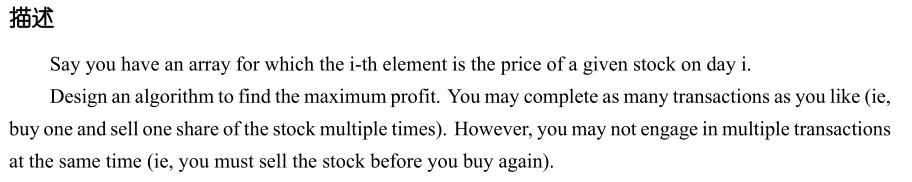 描述
Say you have an array for which the i-th element is the price of a given stock on day i.
Design an algorithm to find the maximum profit. You may complete as many transactions as you like (ie,
buy one and sell one share of the stock multiple times). However, you may not engage in multiple transactions
at the same time (ie, you must sell the stock before you buy again).